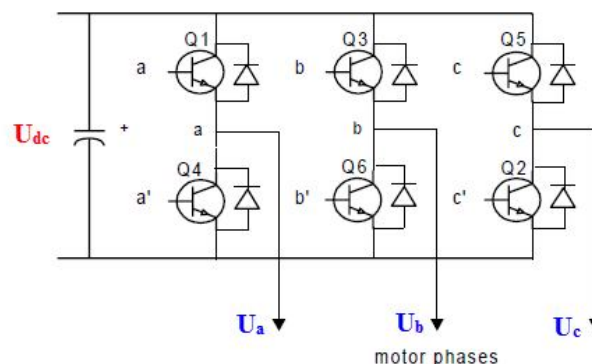 Q1 Q3 Q5
a b c
Udc + a b c
Q4 Q6 Q2
a' b' c'
Ua Ub Uc
motor phases